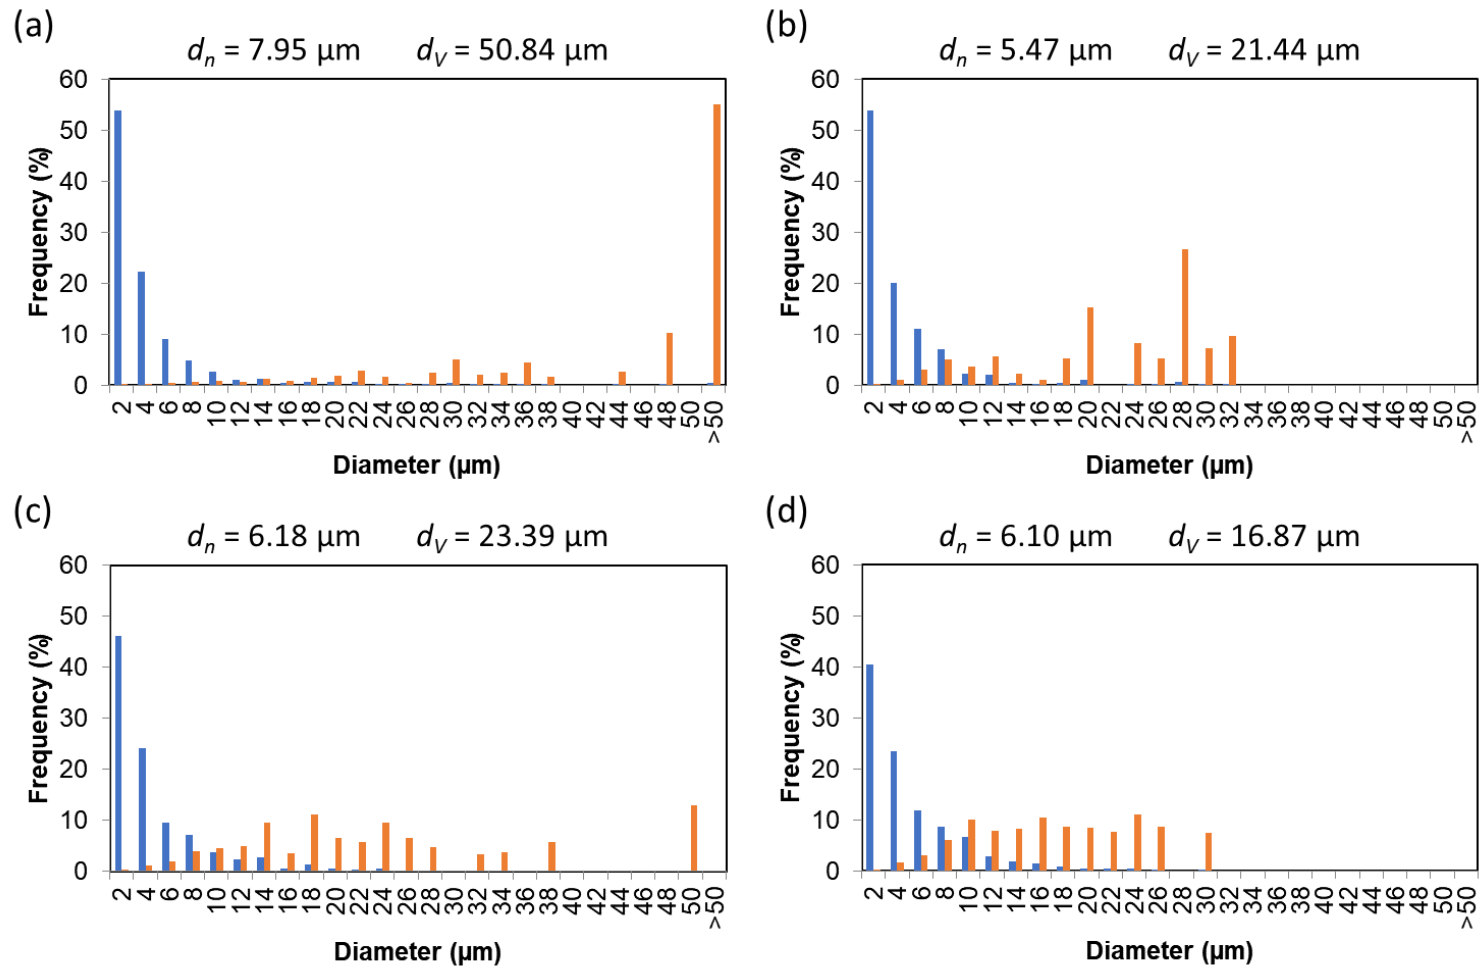 (a)
dn = 7.95 µm dV = 50.84 µm
60
50
40
30
20
10
0
Frequency (%)
2 4 6 8 10 12 14 16 18 20 22 24 26 28 30 32 34 36 38 40 42 44 46 48 50 >50
Diameter (µm)
(b)
dn = 5.47 µm dV = 21.44 µm
60
50
40
30
20
10
0
Frequency (%)
2 4 6 8 10 12 14 16 18 20 22 24 26 28 30 32 34 36 38 40 42 44 46 48 50 >50
Diameter (µm)
(c)
dn = 6.18 µm dV = 23.39 µm
60
50
40
30
20
10
0
Frequency (%)
2 4 6 8 10 12 14 16 18 20 22 24 26 28 30 32 34 36 38 40 42 44 46 48 50 >50
Diameter (µm)
(d)
dn = 6.10 µm dV = 16.87 µm
60
50
40
30
20
10
0
Frequency (%)
2 4 6 8 10 12 14 16 18 20 22 24 26 28 30 32 34 36 38 40 42 44 46 48 50 >50
Diameter (µm)